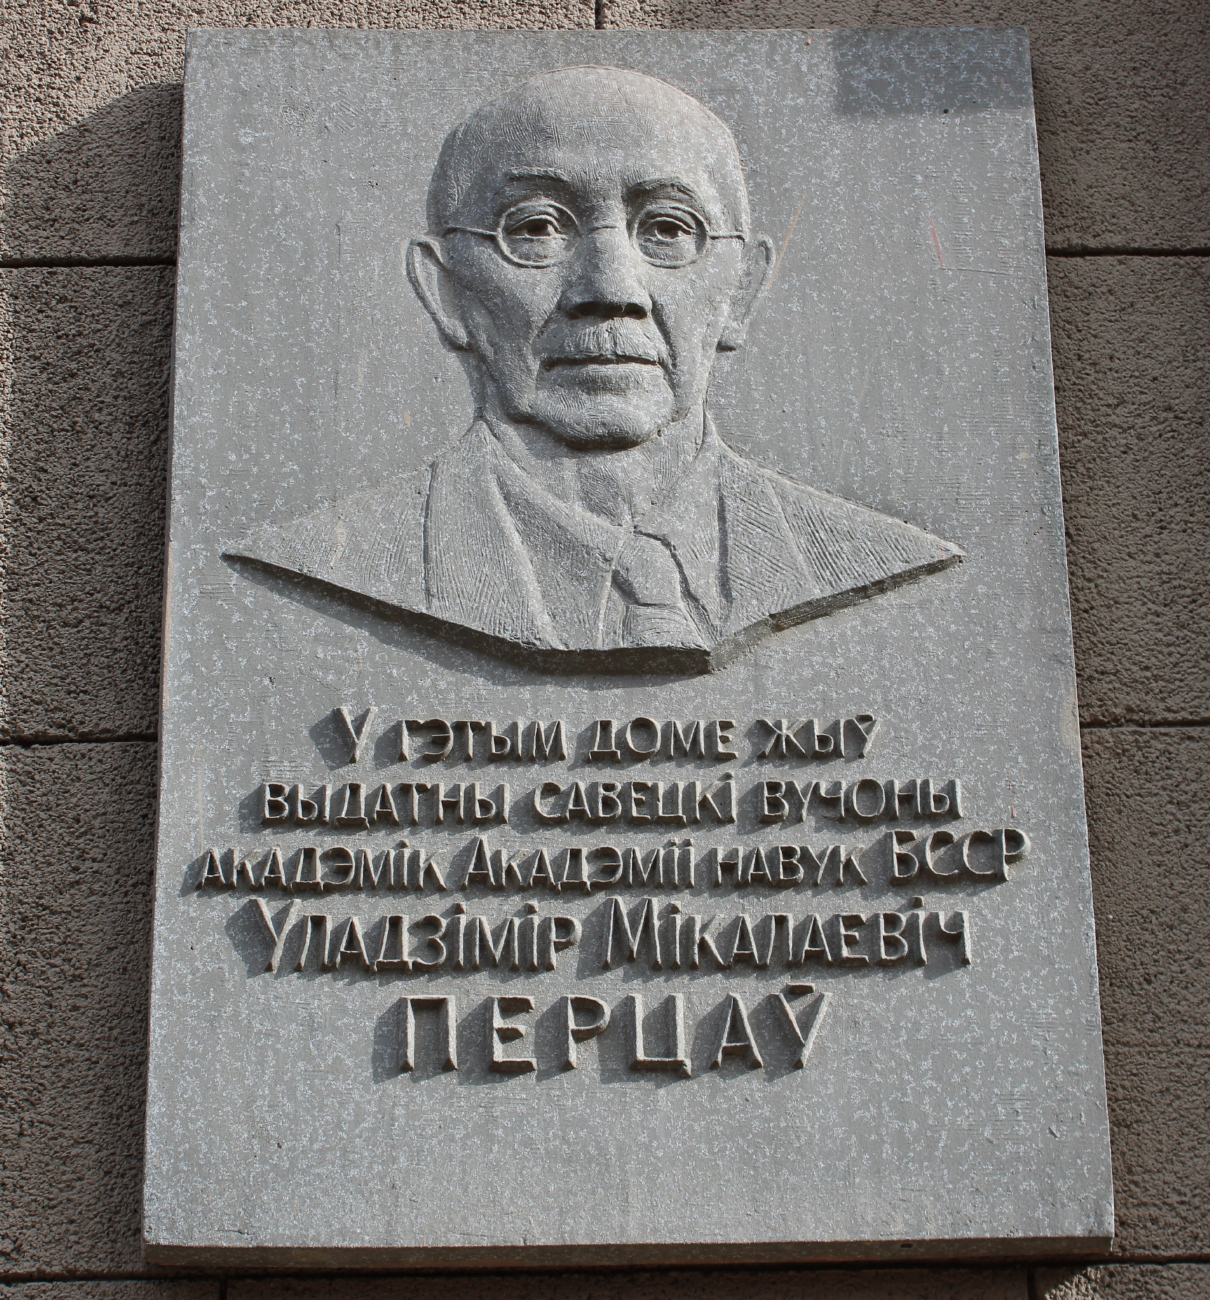 У гэтым доме жыў
выдатны савецкі вучоны
акадэмік Акадэміі навук БССР
Уладзімір Мікалаевіч
ПЕРЦАЎ